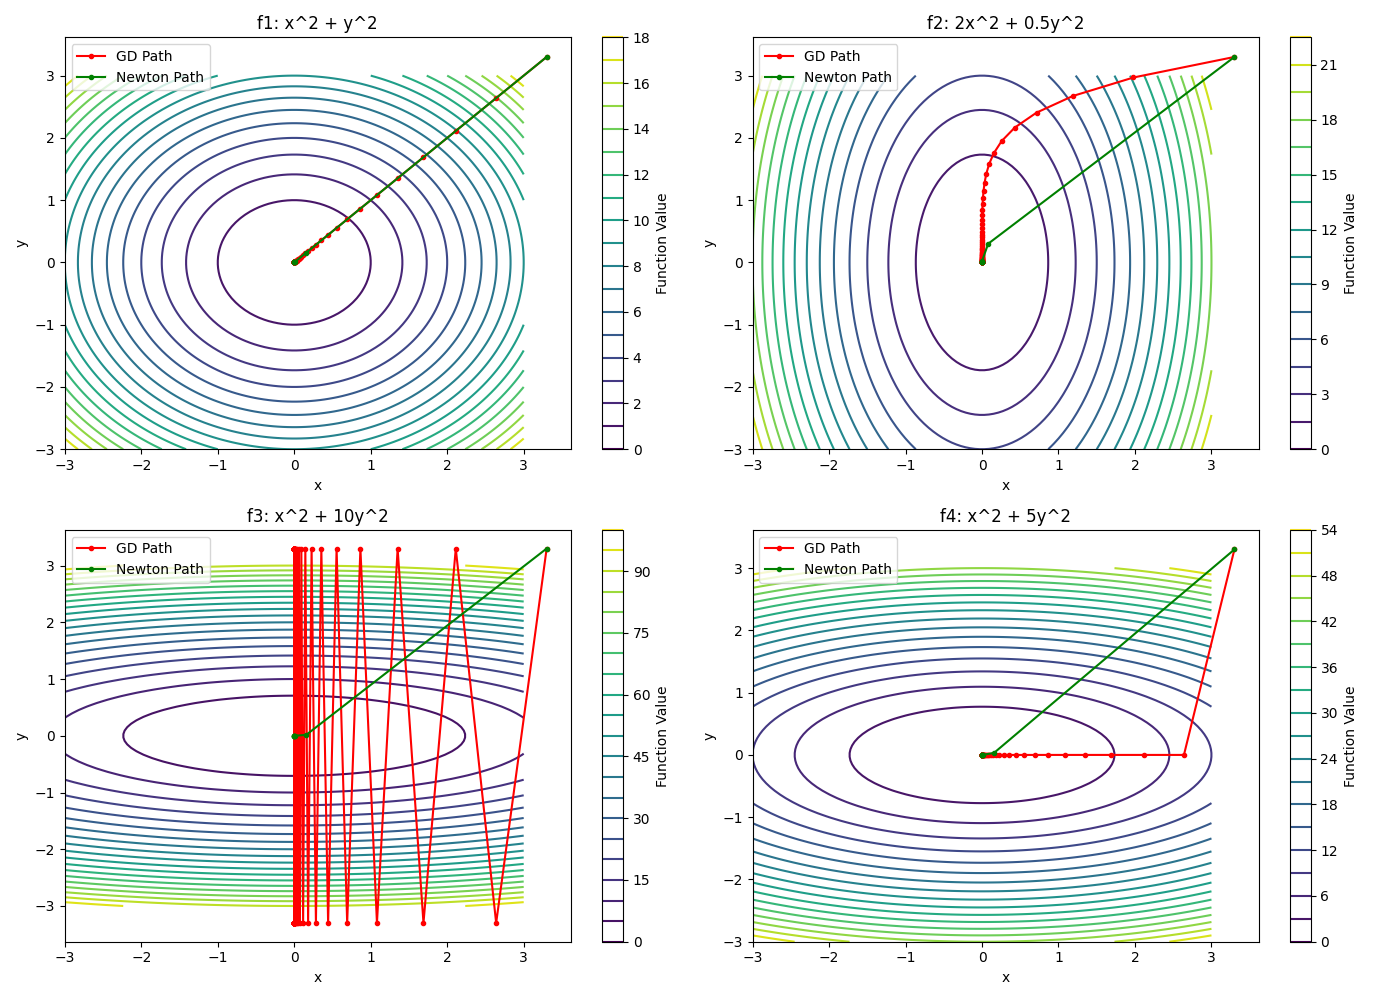 f1: x^2 + y^2
GD Path
Newton Path
3
2
1
0
−1
−2
−3
y
−3 −2 −1 0 1 2 3
x
18
16
14
12
10
8
6
4
2
0
Function Value
f2: 2x^2 + 0.5y^2
GD Path
Newton Path
3
2
1
0
−1
−2
−3
y
−3 −2 −1 0 1 2 3
x
21
18
15
12
9
6
3
0
Function Value
f3: x^2 + 10y^2
GD Path
Newton Path
3
2
1
0
−1
−2
−3
y
−3 −2 −1 0 1 2 3
x
90
75
60
45
30
15
0
Function Value
f4: x^2 + 5y^2
GD Path
Newton Path
3
2
1
0
−1
−2
−3
y
−3 −2 −1 0 1 2 3
x
54
48
42
36
30
24
18
12
6
0
Function Value